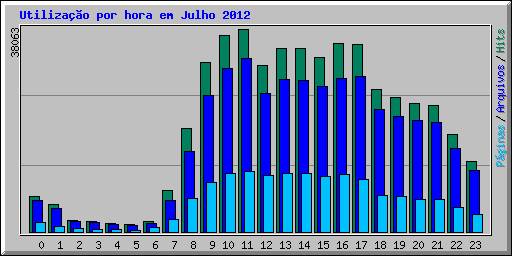 Utilização por hora em Julho 2012
38063
Páginas / Arquivos / Hits
0 1 2 3 4 5 6 7 8 9 10 11 12 13 14 15 16 17 18 19 20 21 22 23